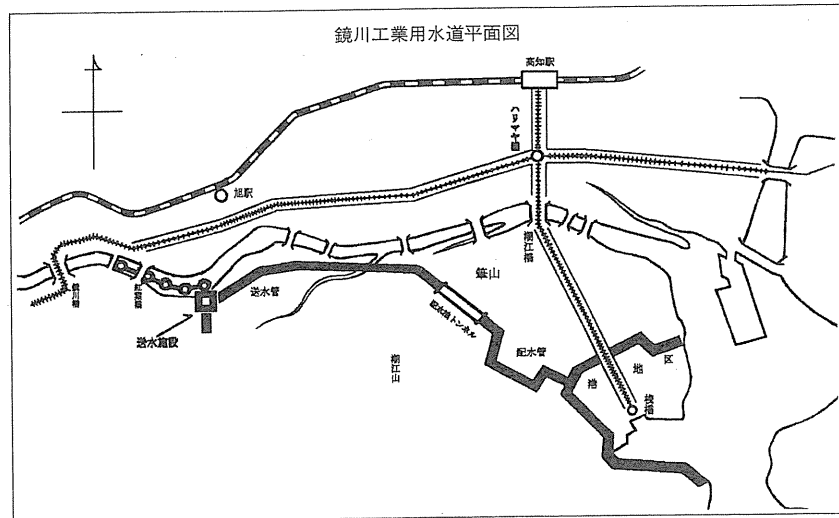 鏡川工業用水道平面図
高知駅
ハリマヤ橋
旭駅
鏡川橋
紅葉橋
送水管
送水施設
筆山
潮江橋
配水池トンネル
潮江山
配水管
港地区
桟橋